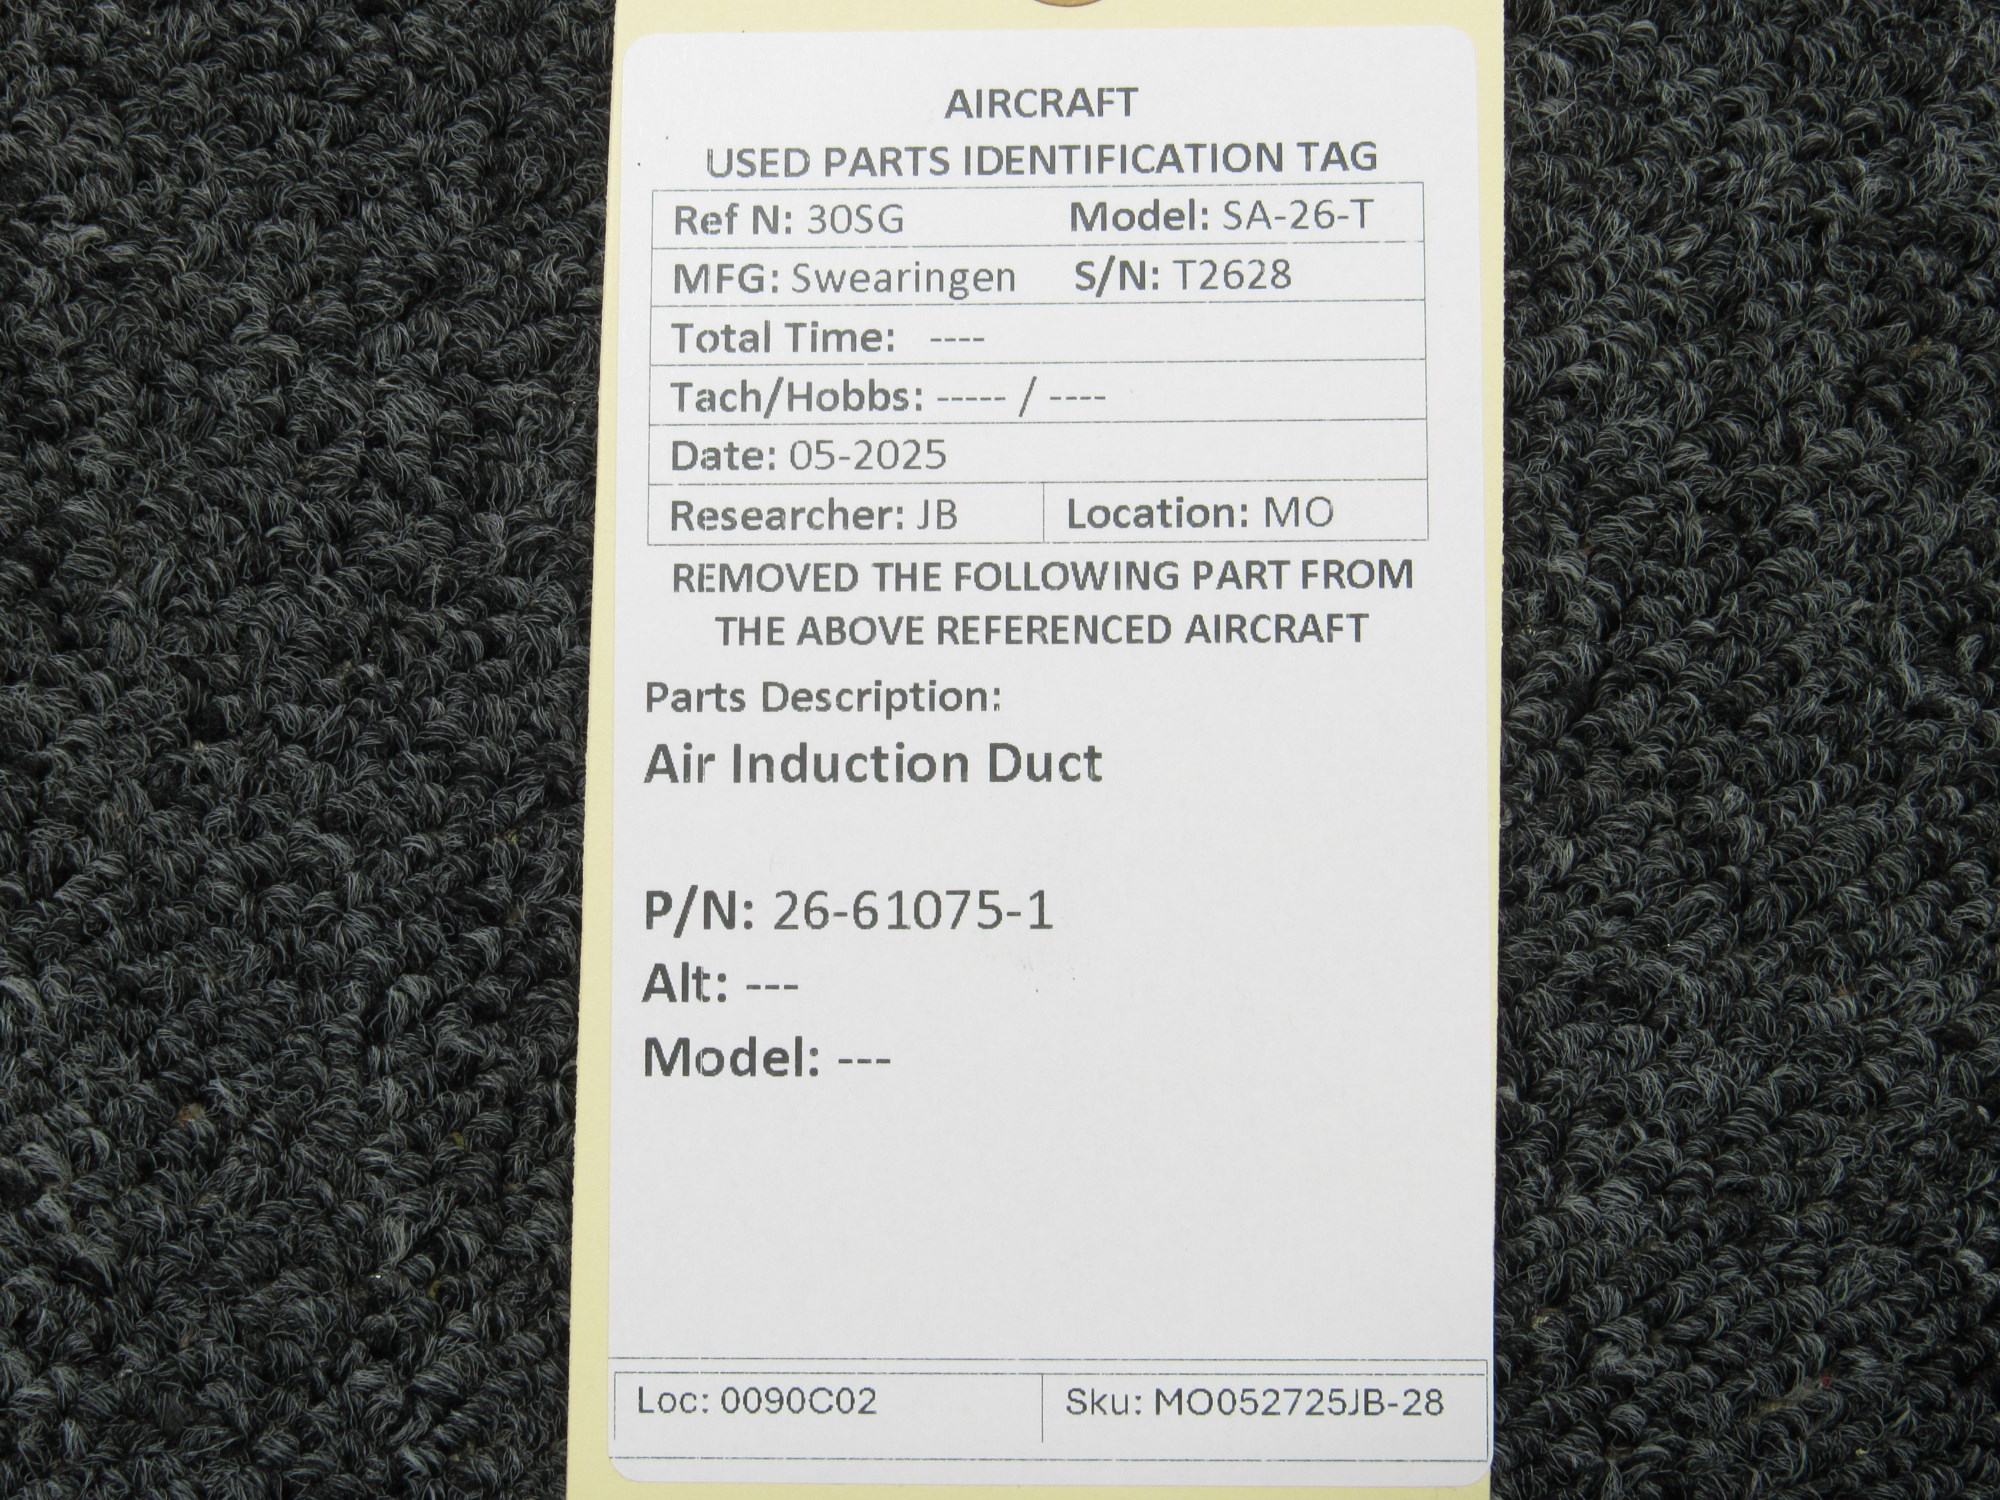 AIRCRAFT
USED PARTS IDENTIFICATION TAG
Ref N: 30SG Model: SA-26-T
MFG: Swearingen S/N: T2628
Total Time: ----
Tach/Hobbs: ----- / ----
Date: 05-2025
Researcher: JB Location: MO
REMOVED THE FOLLOWING PART FROM
THE ABOVE REFERENCED AIRCRAFT
Parts Description:
Air Induction Duct
P/N: 26-61075-1
Alt: ---
Model: ---
Loc: 0090C02 Sku: MO052725JB-28